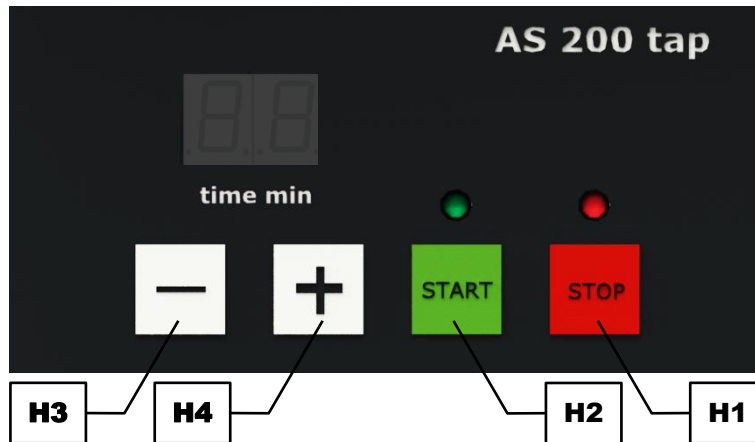 AS 200 tap
time min
− +
START STOP
H3 H4 H2 H1